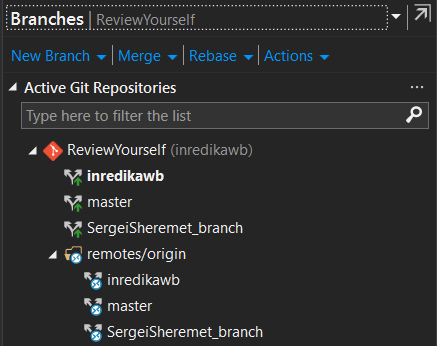 Branches | ReviewYourself
New Branch | Merge | Rebase | Actions
Active Git Repositories ...
Type here to filter the list
ReviewYourself (inredikawb)
inredikawb
master
SergeiSheremet_branch
remotes/origin
inredikawb
master
SergeiSheremet_branch